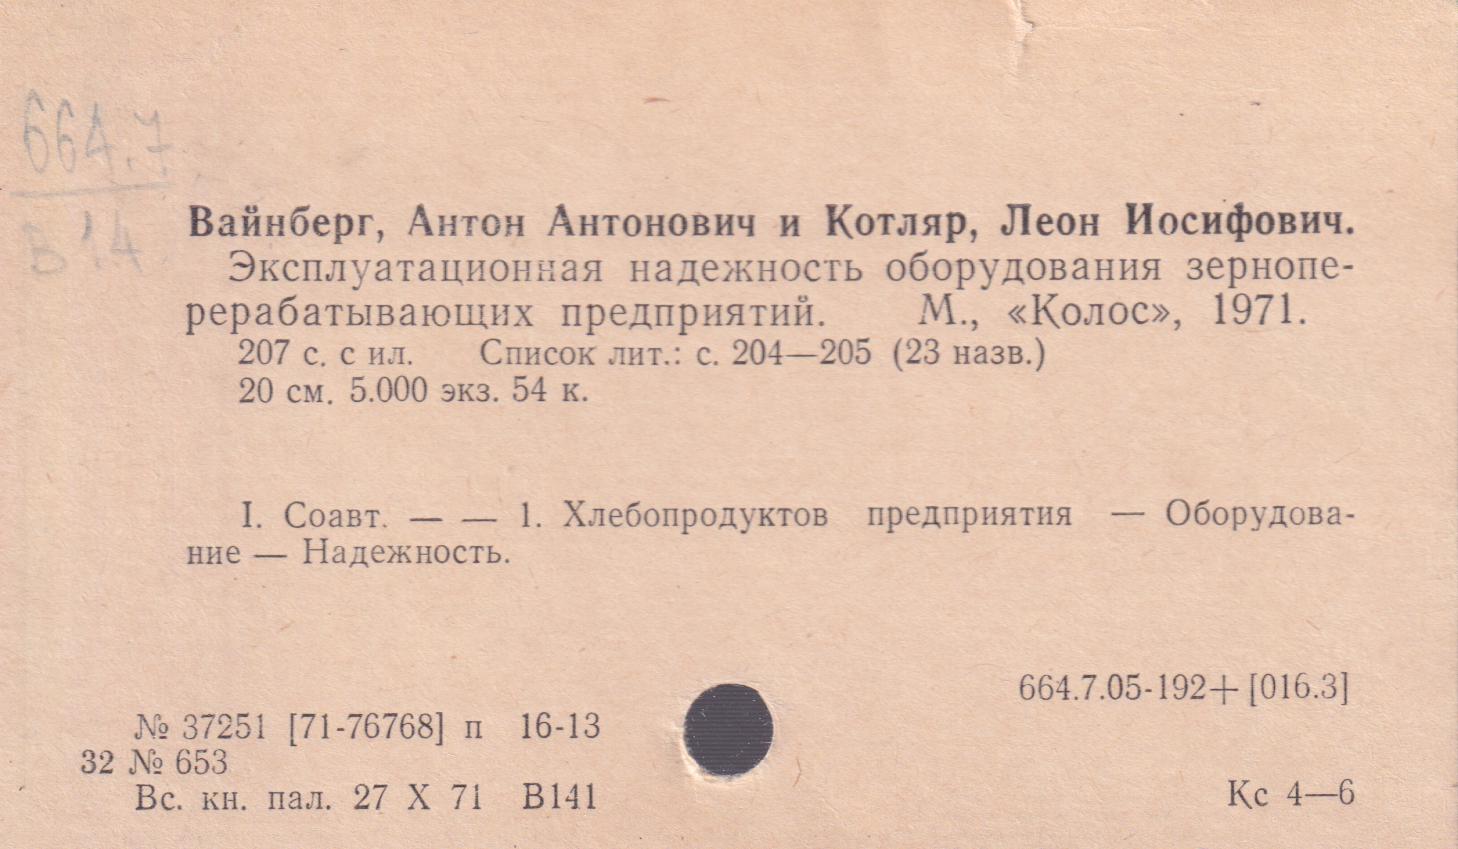 664.7
В 14
Вайнберг, Антон Антонович и Котляр, Леон Иосифович.
Эксплуатационная надежность оборудования зернопе-
рерабатывающих предприятий. М., «Колос», 1971.
207 с. с ил. Список лит.: с. 204—205 (23 назв.)
20 см. 5.000 экз. 54 к.
I. Соавт. — — 1. Хлебопродуктов предприятия — Оборудова-
ние — Надежность.
664.7.05-192+[016.3]
№ 37251 [71-76768] п 16-13
32 № 653
Вс. кн. пал. 27 X 71 В141
Кс 4—6